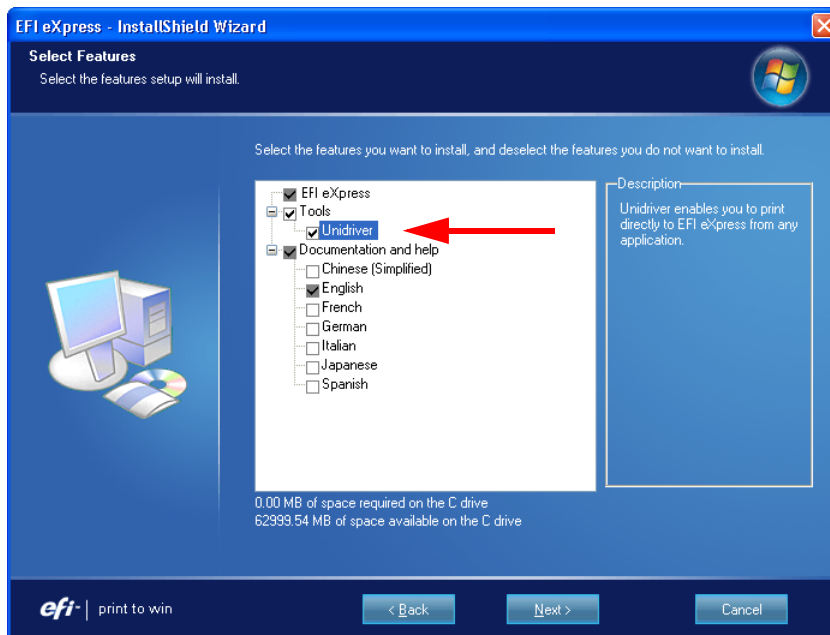 EFI eXpress - InstallShield Wizard
Select Features
Select the features setup will install.
Select the features you want to install, and deselect the features you do not want to install.
EFI eXpress
Tools
Unidriver
Documentation and help
Chinese (Simplified)
English
French
German
Italian
Japanese
Spanish
Description
Unidriver enables you to print
directly to EFI eXpress from any
application.
0.00 MB of space required on the C drive
62999.54 MB of space available on the C drive
efi | print to win
< Back
Next >
Cancel